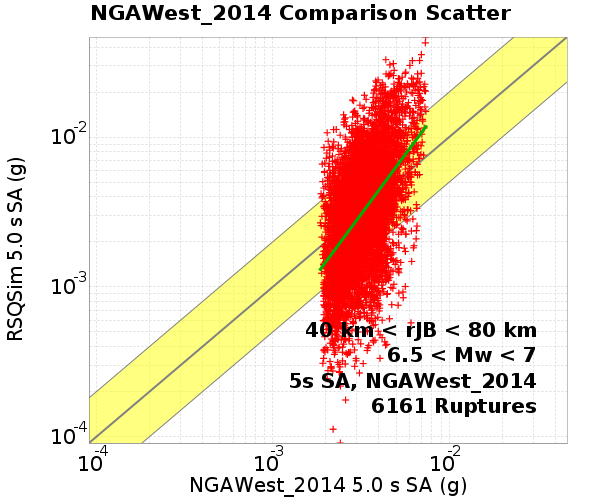 NGAWest_2014 Comparison Scatter
RSQSim 5.0 s SA (g)
10-2
10-3
10-4
40 km < rJB < 80 km
6.5 < Mw < 7
5s SA, NGAWest_2014
6161 Ruptures
10-4 10-3 10-2
NGAWest_2014 5.0 s SA (g)